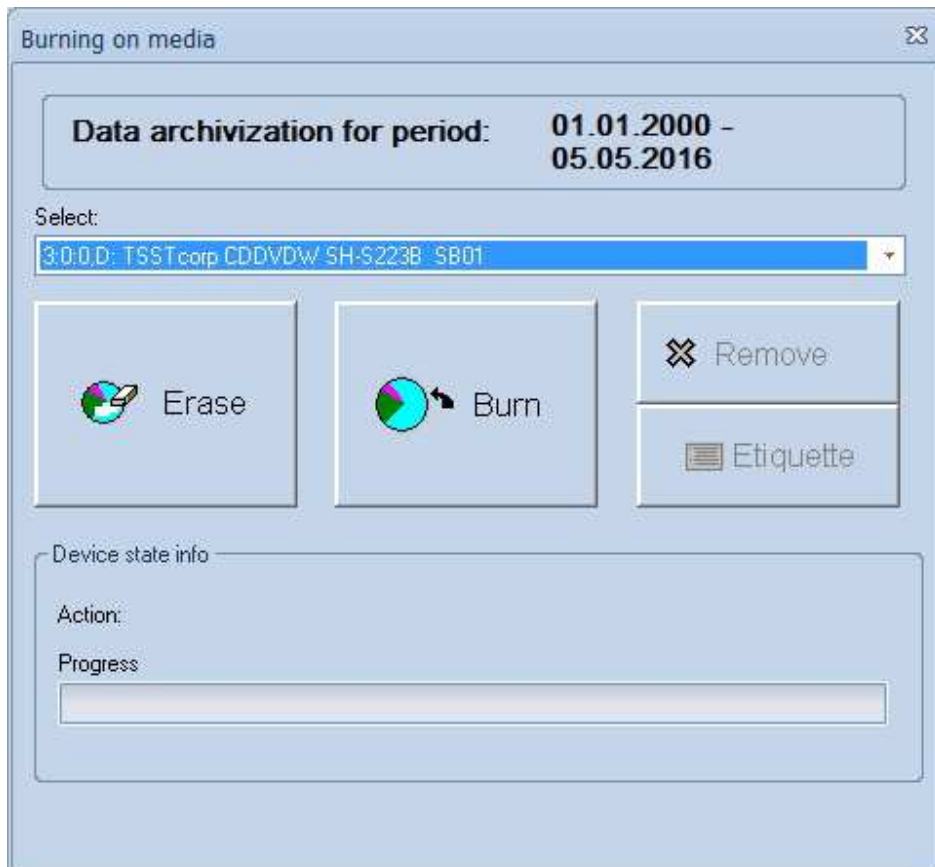 Burning on media
Data archivization for period: 01.01.2000 -
05.05.2016
Select:
3:0:0,D: TSSTcorp CDDVDW SH-S223B SB01
Erase
Burn
Remove
Etiquette
Device state info
Action:
Progress